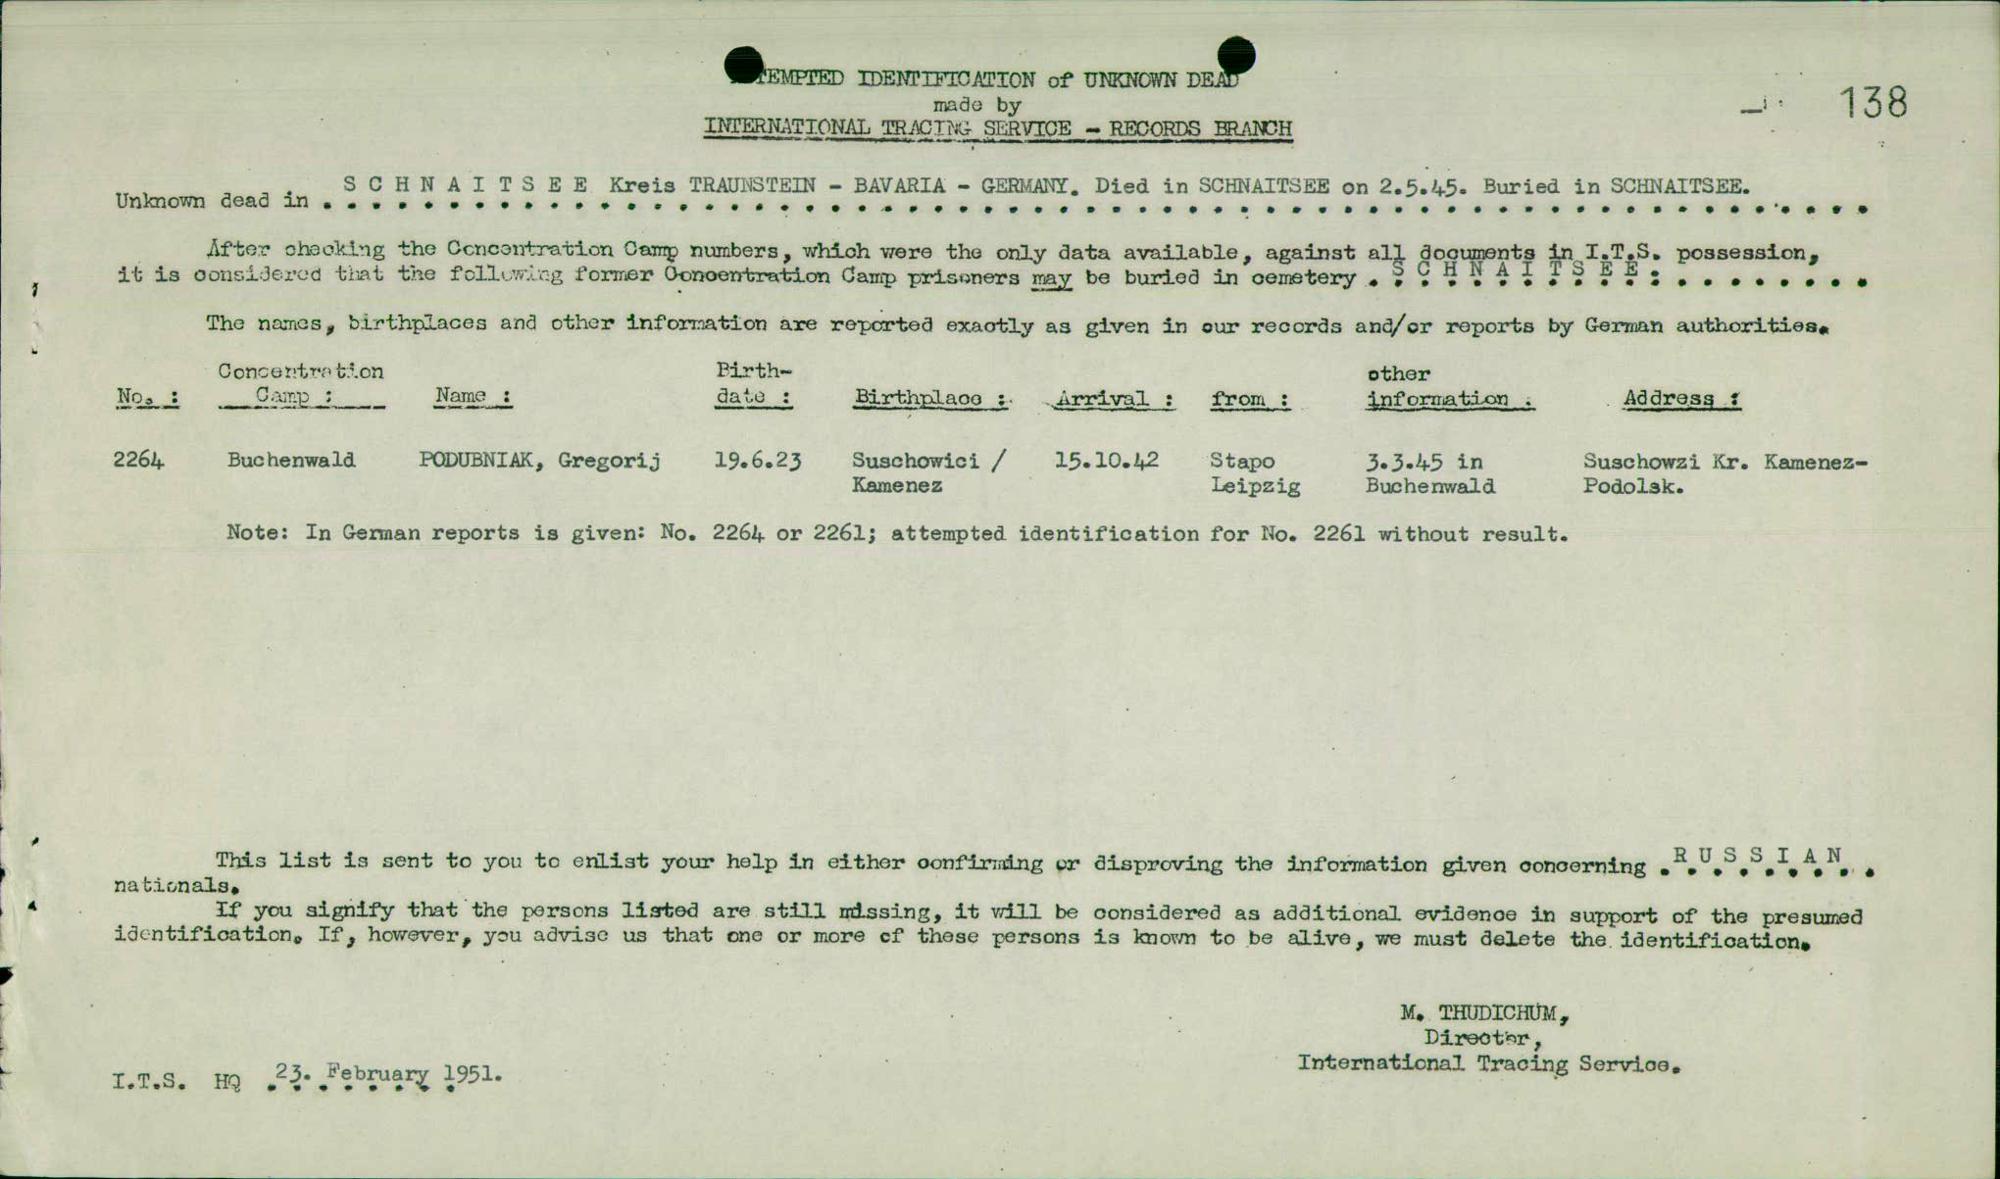 ATTEMPTED IDENTIFICATION of UNKNOWN DEAD
made by
INTERNATIONAL TRACING SERVICE - RECORDS BRANCH
138
Unknown dead in S C H N A I T S E E Kreis TRAUNSTEIN - BAVARIA - GERMANY. Died in SCHNAITSEE on 2.5.45. Buried in SCHNAITSEE.
After checking the Concentration Camp numbers, which were the only data available, against all documents in I.T.S. possession,
it is considered that the following former Concentration Camp prisoners may be buried in cemetery S C H N A I T S E E.
The names, birthplaces and other information are reported exactly as given in our records and/or reports by German authorities.
No. : Concentration Camp : Name : Birth-date : Birthplace : Arrival : from : other information : Address :
2264 Buchenwald PODUBNIAK, Gregorij 19.6.23 Suschowici / 15.10.42 Stapo 3.3.45 in Suschowzi Kr. Kamenez-
Kamenez Leipzig Buchenwald Podolsk.
Note: In German reports is given: No. 2264 or 2261; attempted identification for No. 2261 without result.
This list is sent to you to enlist your help in either confirming or disproving the information given concerning R U S S I A N
nationals.
If you signify that the persons listed are still missing, it will be considered as additional evidence in support of the presumed
identification. If, however, you advise us that one or more of these persons is known to be alive, we must delete the identification.
M. THUDICHUM,
Director,
International Tracing Service.
I.T.S. HQ 23. February 1951.